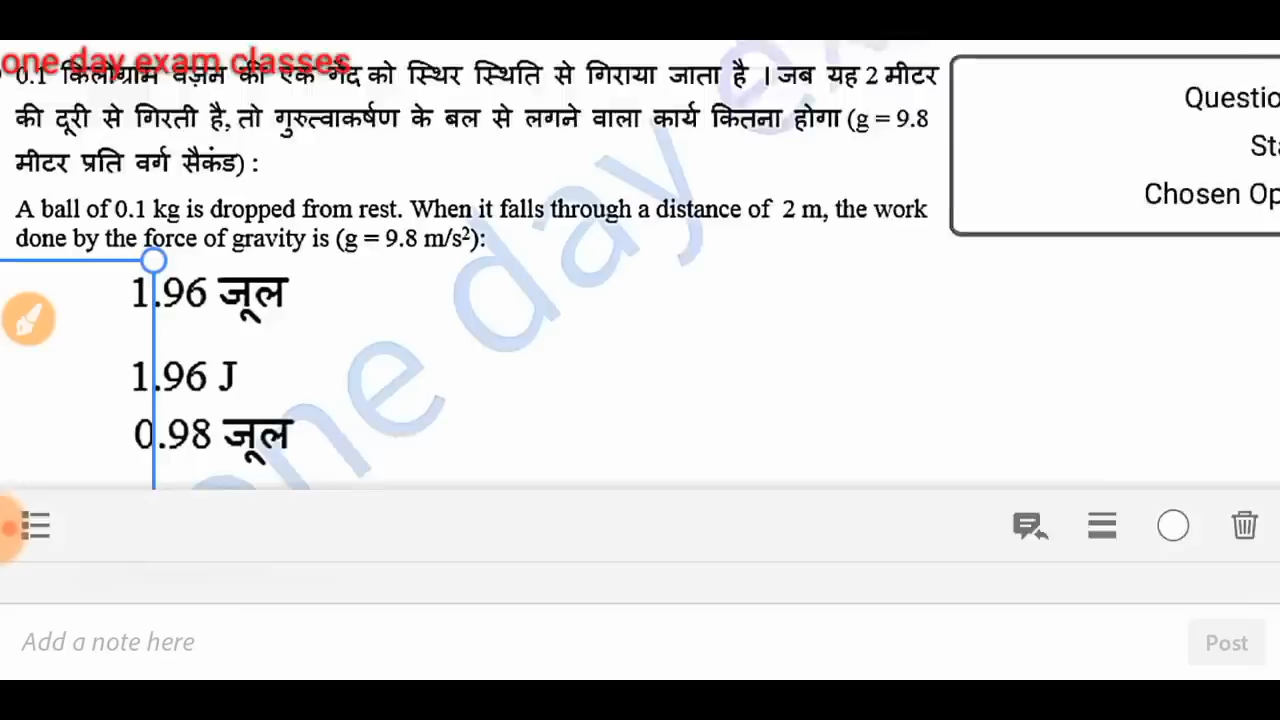 one day exam classes
0.1 किलोग्राम वज़न की एक गेंद को स्थिर स्थिति से गिराया जाता है । जब यह 2 मीटर
की दूरी से गिरती है, तो गुरुत्वाकर्षण के बल से लगने वाला कार्य कितना होगा (g = 9.8
मीटर प्रति वर्ग सैकंड) :
A ball of 0.1 kg is dropped from rest. When it falls through a distance of 2 m, the work
done by the force of gravity is (g = 9.8 m/s²):
Questio
Sta
Chosen Op
1.96 जूल
1.96 J
0.98 जूल
one day ex
Add a note here
Post